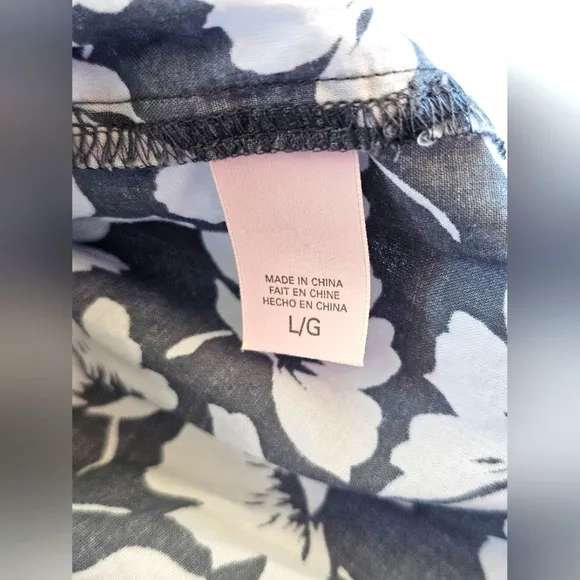 MADE IN CHINA
FAIT EN CHINE
HECHO EN CHINA
L/G